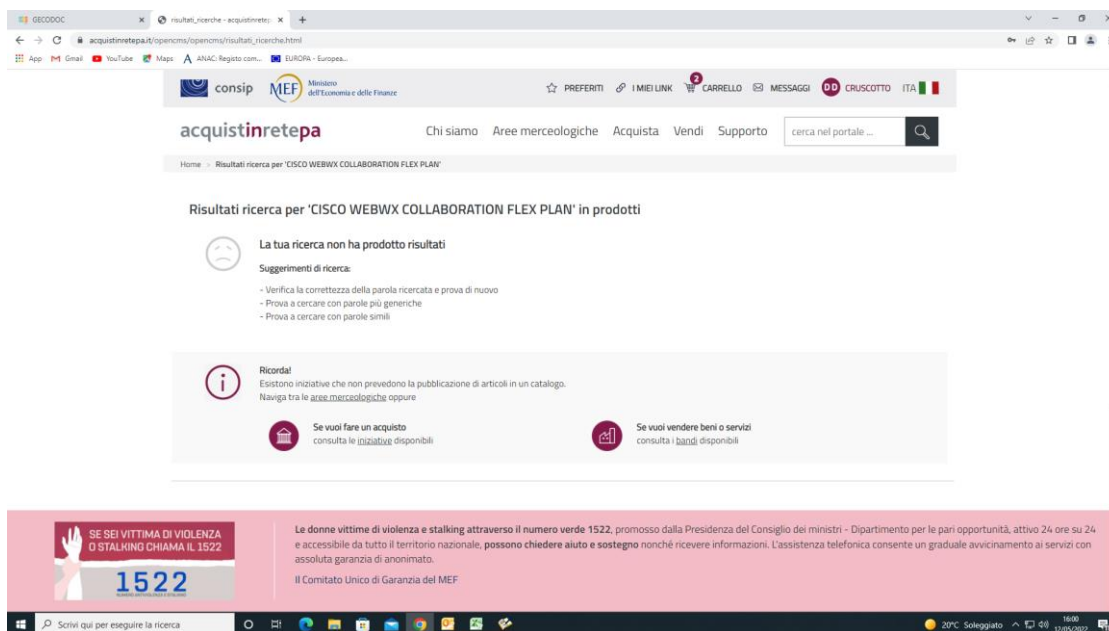 GECODOC
risultati_ricerche - acquistinretep
acquistinretepa.it/opencms/opencms/risultati_ricerche.html
App Gmail YouTube Maps ANAC: Registo com... EUROPA - Europea...
consip MEF Ministero dell'Economia e delle Finanze
PREFERITI I MIEI LINK 2 CARRELLO MESSAGGI DD CRUSCOTTO ITA
acquistinretepa
Chi siamo Aree merceologiche Acquista Vendi Supporto cerca nel portale ...
Home > Risultati ricerca per 'CISCO WEBWX COLLABORATION FLEX PLAN'
Risultati ricerca per 'CISCO WEBWX COLLABORATION FLEX PLAN' in prodotti
La tua ricerca non ha prodotto risultati
Suggerimenti di ricerca:
- Verifica la correttezza della parola ricercata e prova di nuovo
- Prova a cercare con parole più generiche
- Prova a cercare con parole simili
Ricorda!
Esistono iniziative che non prevedono la pubblicazione di articoli in un catalogo.
Naviga tra le aree merceologiche oppure
Se vuoi fare un acquisto
consulta le iniziative disponibili
Se vuoi vendere beni o servizi
consulta i bandi disponibili
SE SEI VITTIMA DI VIOLENZA
O STALKING CHIAMA IL 1522
1522
Le donne vittime di violenza e stalking attraverso il numero verde 1522, promosso dalla Presidenza del Consiglio dei ministri - Dipartimento per le pari opportunità, attivo 24 ore su 24
e accessibile da tutto il territorio nazionale, possono chiedere aiuto e sostegno nonché ricevere informazioni. L'assistenza telefonica consente un graduale avvicinamento ai servizi con
assoluta garanzia di anonimato.
Il Comitato Unico di Garanzia del MEF
Scrivi qui per eseguire la ricerca
20°C Soleggiato
16:00
17/05/2022